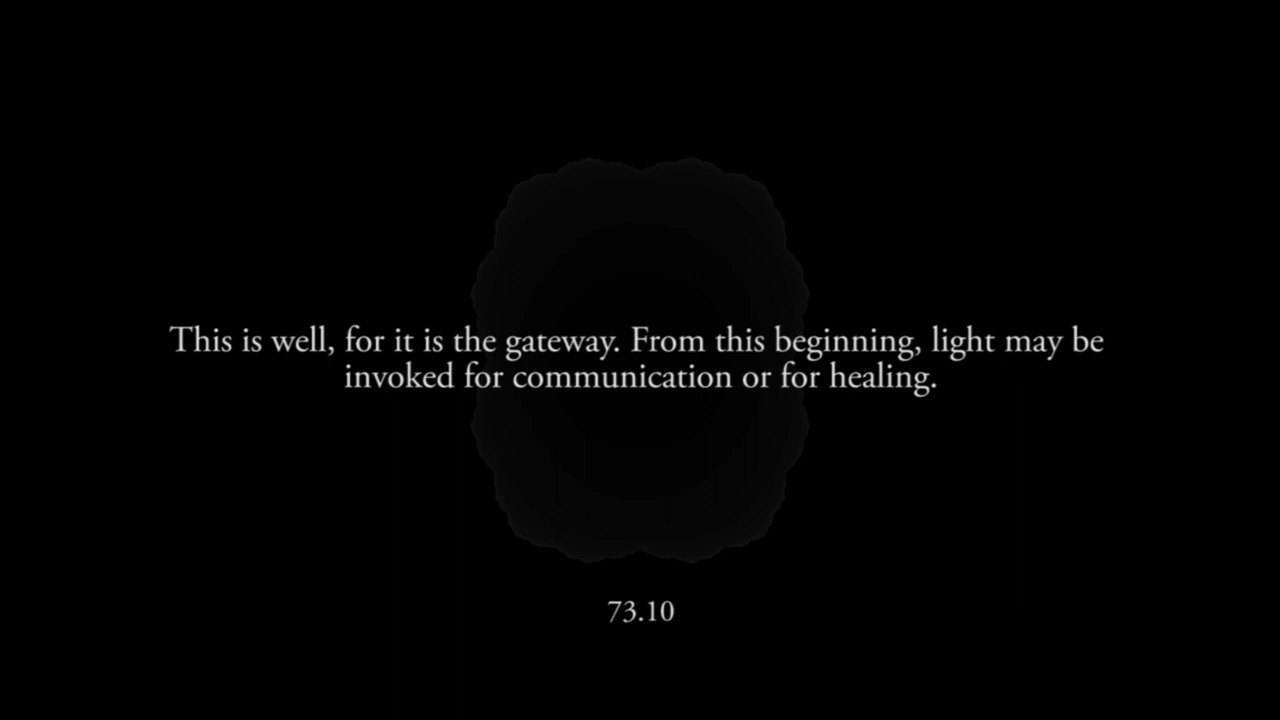 This is well, for it is the gateway. From this beginning, light may be
invoked for communication or for healing.
73.10